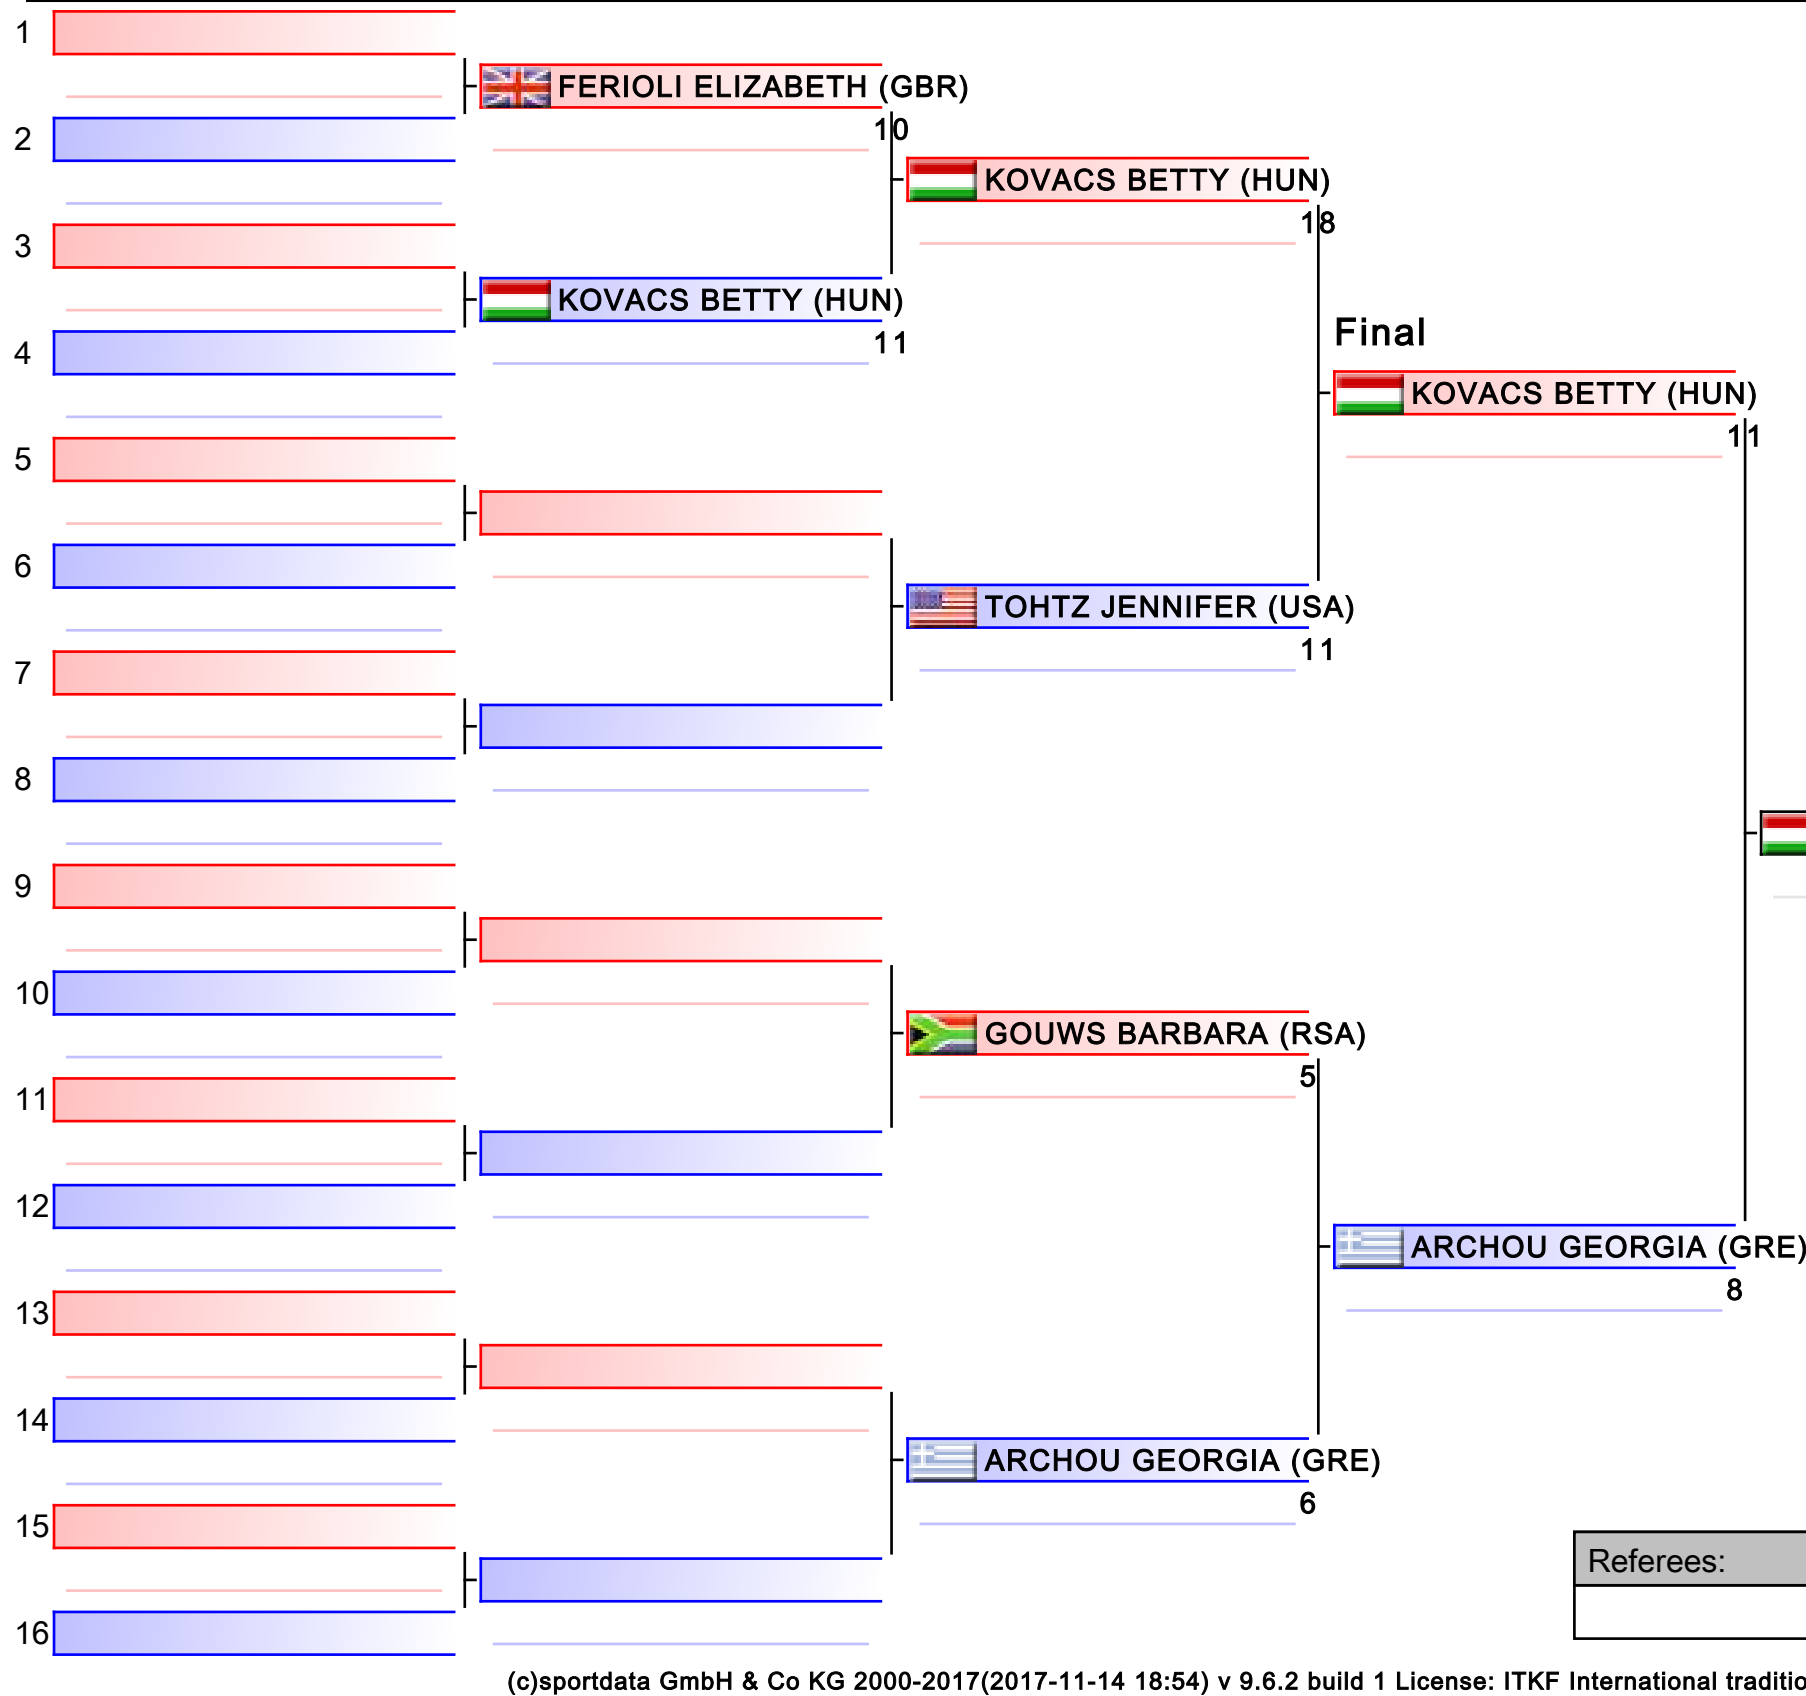 1
FERIOLI ELIZABETH (GBR)
10
2
KOVACS BETTY (HUN)
18
3
KOVACS BETTY (HUN)
11
4
Final
KOVACS BETTY (HUN)
11
5
6
TOHTZ JENNIFER (USA)
11
7
8
9
10
GOUWS BARBARA (RSA)
5
11
12
ARCHOU GEORGIA (GRE)
8
13
14
ARCHOU GEORGIA (GRE)
6
15
Referees:
16
(c)sportdata GmbH & Co KG 2000-2017(2017-11-14 18:54) v 9.6.2 build 1 License: ITKF International traditio